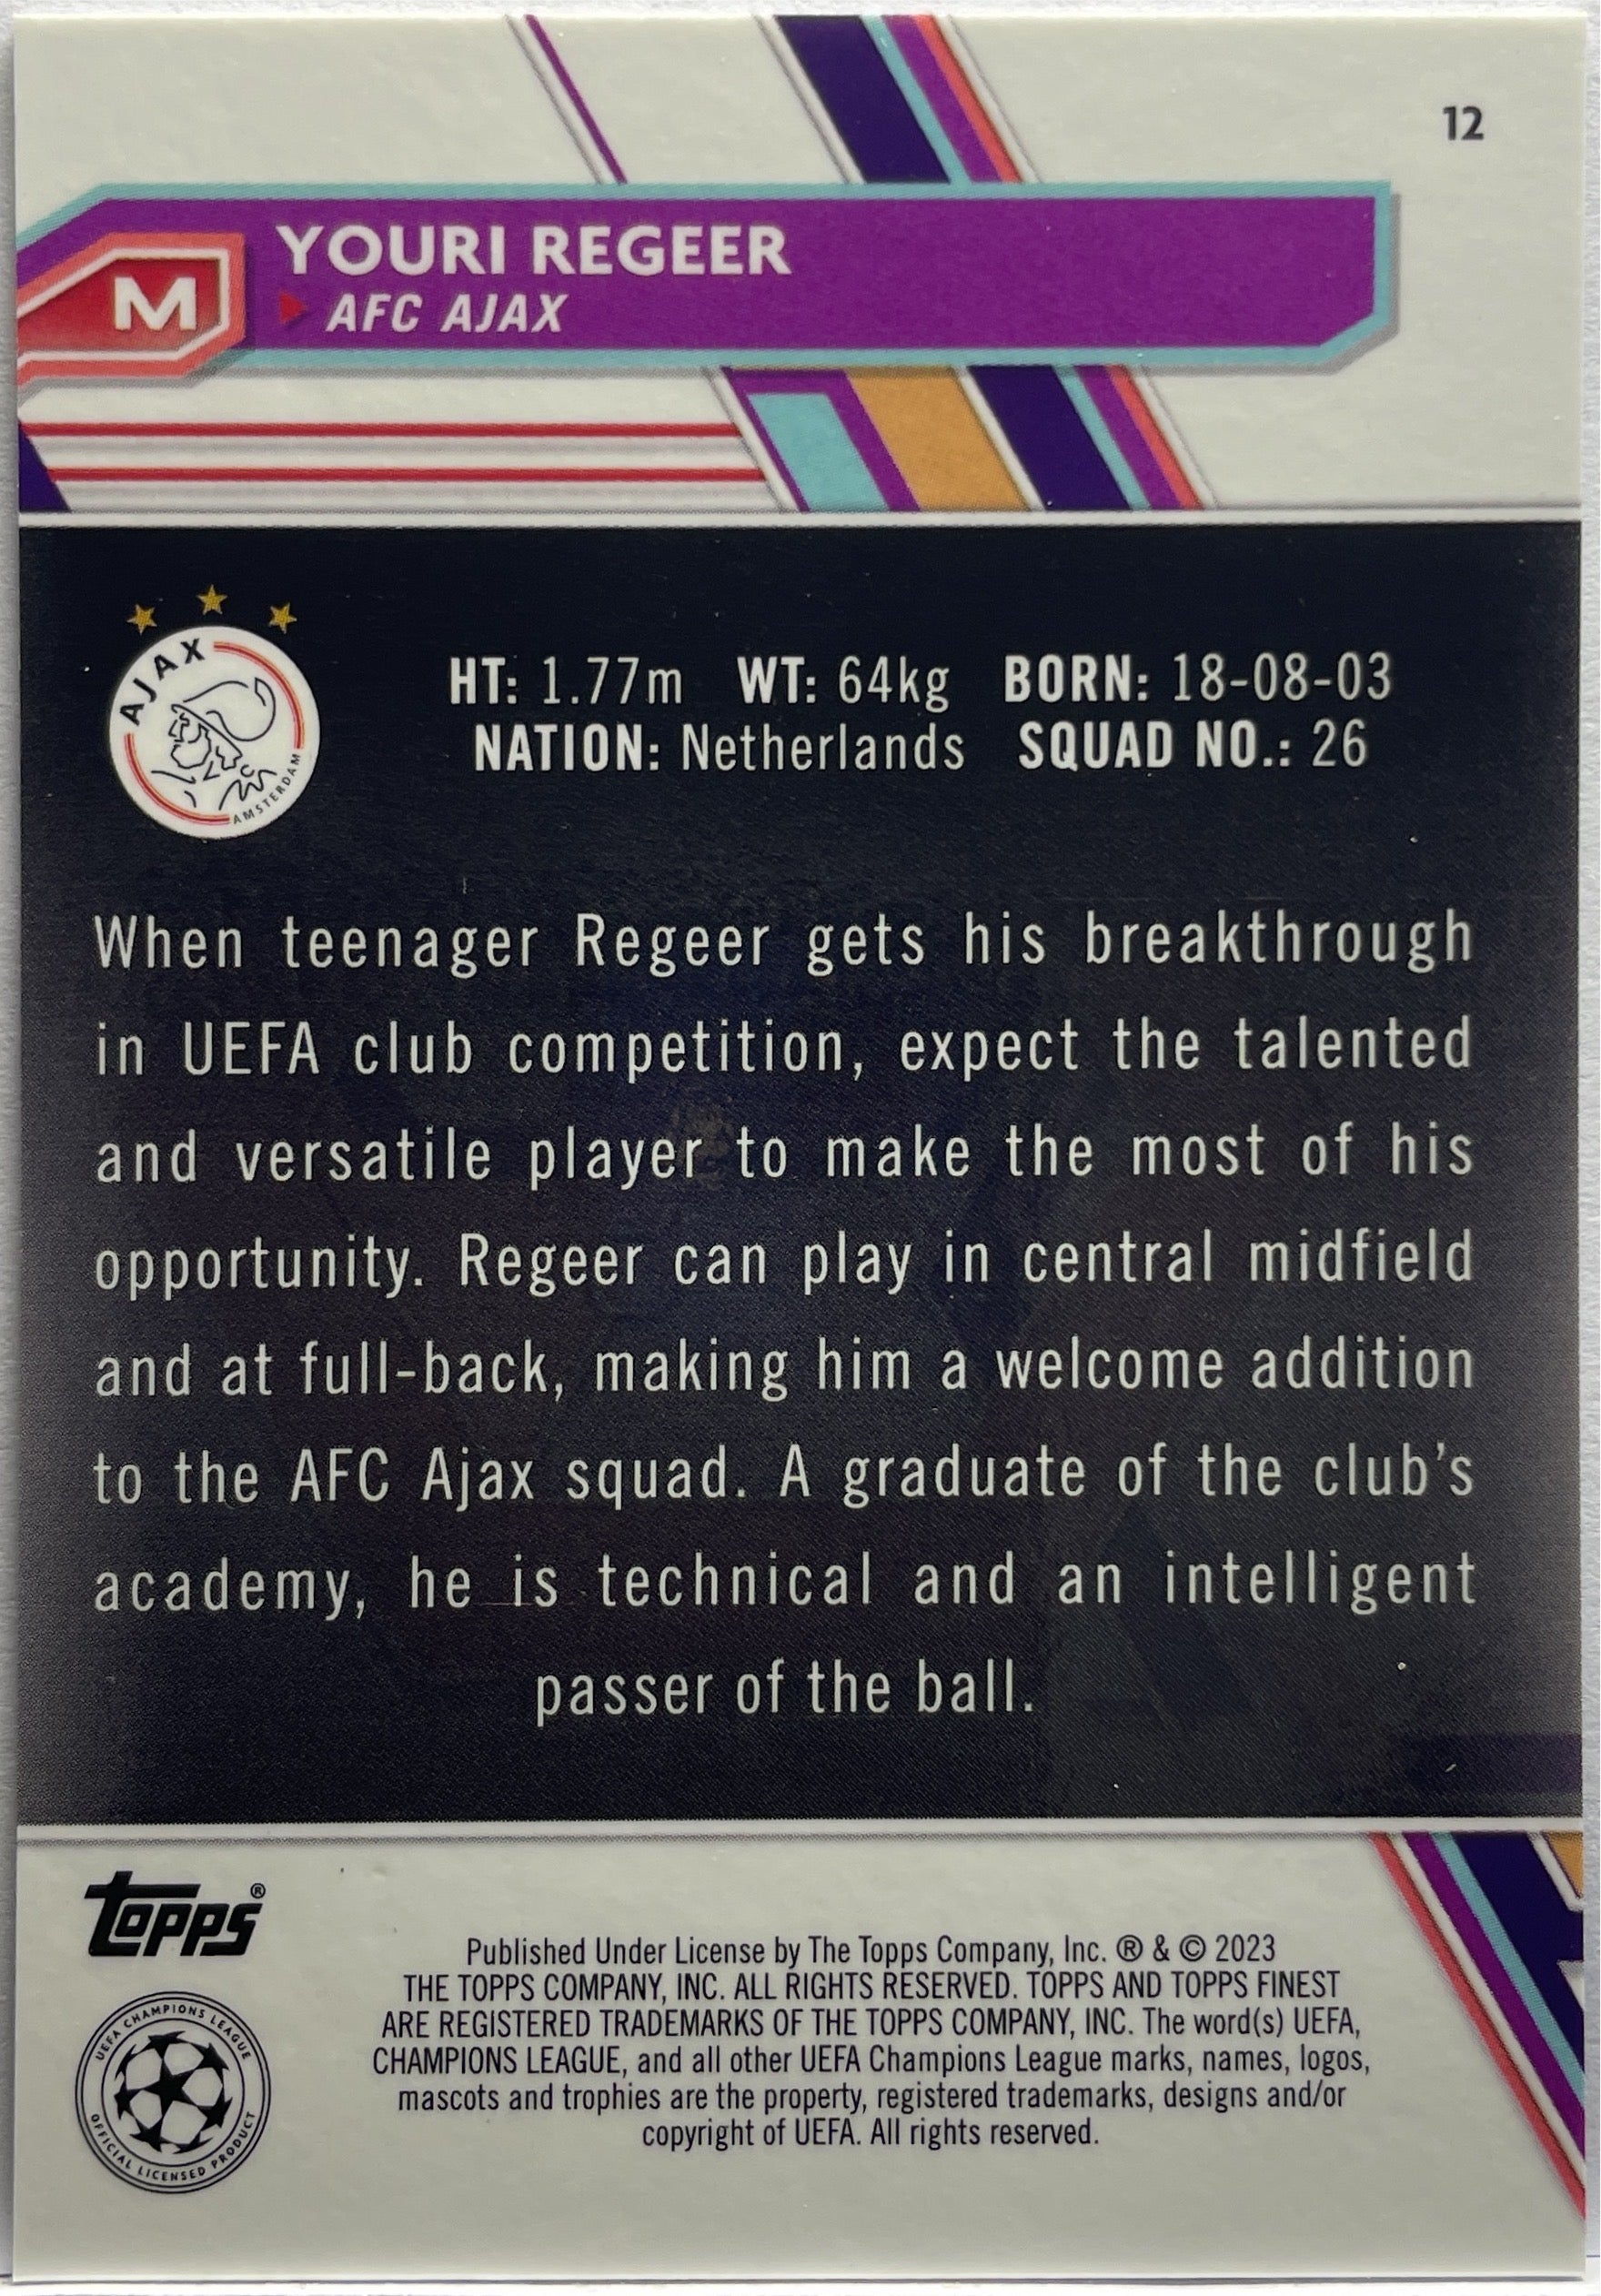 12
YOURI REGEER
M
AFC AJAX
AJAX
AMSTERDAM
HT: 1.77m WT: 64kg BORN: 18-08-03
NATION: Netherlands SQUAD NO.: 26
When teenager Regeer gets his breakthrough
in UEFA club competition, expect the talented
and versatile player to make the most of his
opportunity. Regeer can play in central midfield
and at full-back, making him a welcome addition
to the AFC Ajax squad. A graduate of the club’s
academy, he is technical and an intelligent
passer of the ball.
TOPPS®
UEFA CHAMPIONS LEAGUE
OFFICIAL LICENSED PRODUCT
Published Under License by The Topps Company, Inc. ® & © 2023
THE TOPPS COMPANY, INC. ALL RIGHTS RESERVED. TOPPS AND TOPPS FINEST
ARE REGISTERED TRADEMARKS OF THE TOPPS COMPANY, INC. The word(s) UEFA,
CHAMPIONS LEAGUE, and all other UEFA Champions League marks, names, logos,
mascots and trophies are the property, registered trademarks, designs and/or
copyright of UEFA. All rights reserved.